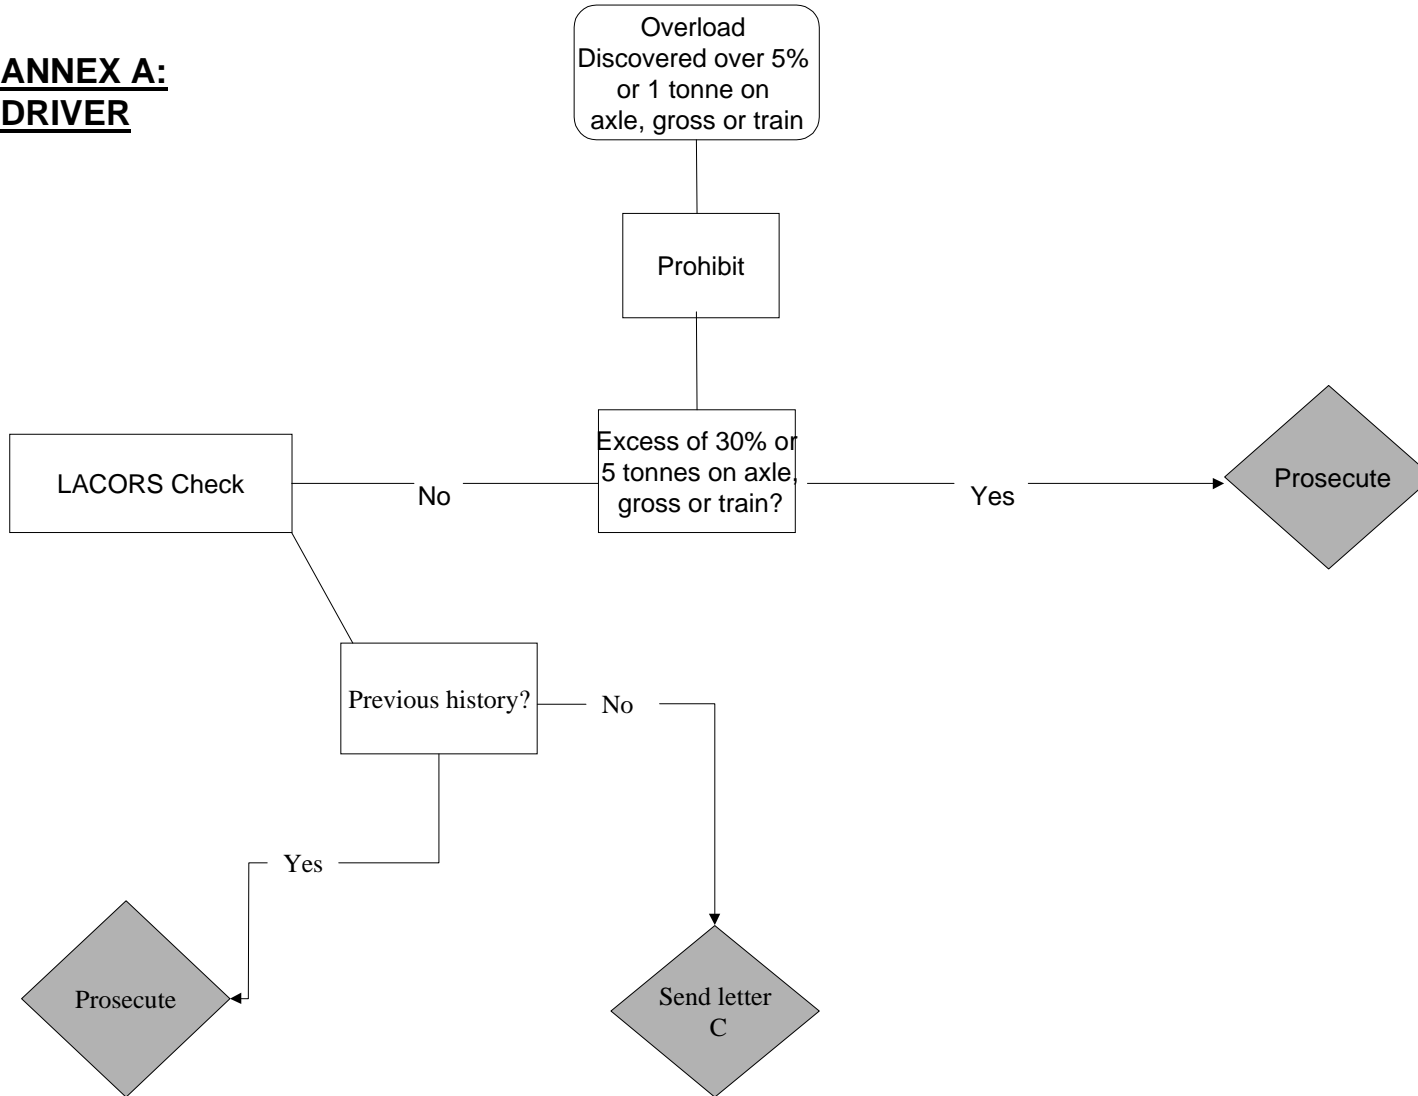 ANNEX A:
DRIVER
Overload
Discovered over 5%
or 1 tonne on
axle, gross or train
Prohibit
Excess of 30% or
5 tonnes on axle,
gross or train?
LACORS Check
No
Yes
Prosecute
Previous history?
No
Yes
Prosecute
Send letter
C